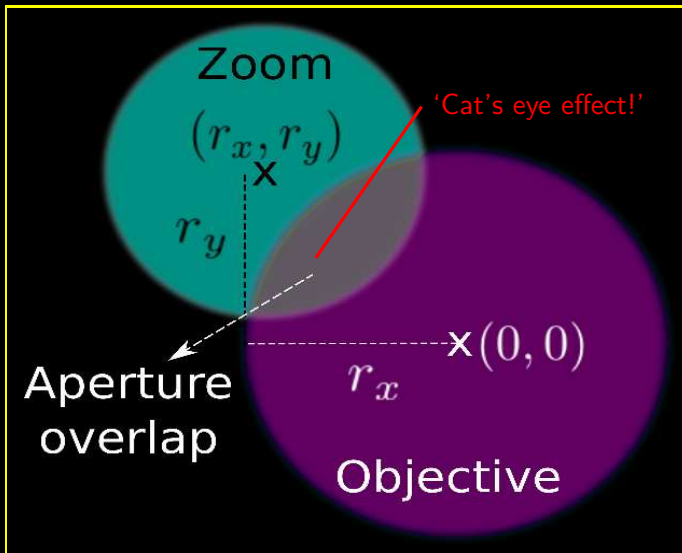 Zoom
'Cat's eye effect!'
(r_x, r_y)
x
r_y
x(0, 0)
Aperture
overlap
r_x
Objective